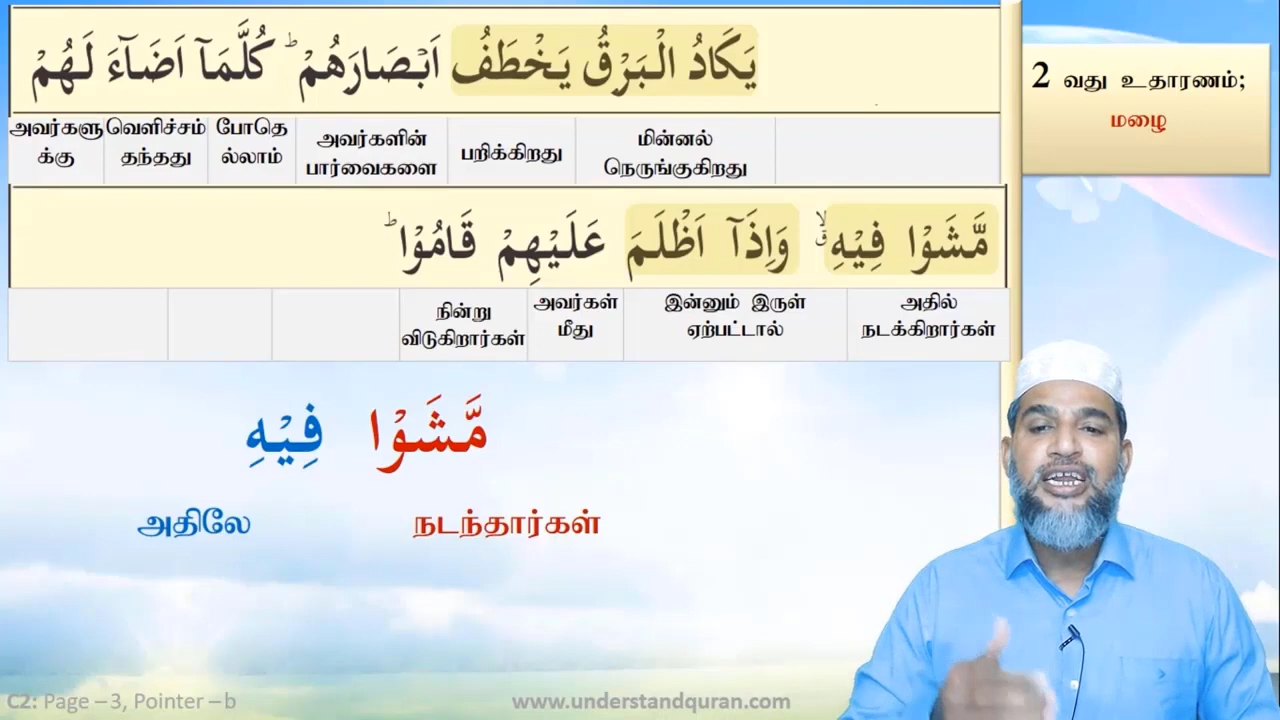 يَكَادُ الْبَرْقُ يَخْطَفُ اَبْصَارَهُمْ ؕ كُلَّمَاۤ اَضَآءَ لَهُمْ
மின்னல் நெருங்குகிறது
பறிக்கிறது
அவர்களின் பார்வைகளை
போதெல்லாம்
வெளிச்சம் தந்தது
அவர்களுக்கு
مَّشَوْا فِيْهِ ۙۗ وَاِذَاۤ اَظْلَمَ عَلَيْهِمْ قَامُوْا ؕ
அதில் நடக்கிறார்கள்
இன்னும் இருள் ஏற்பட்டால்
அவர்கள் மீது
நின்று விடுகிறார்கள்
2 வது உதாரணம்;
மழை
مَّشَوْا فِيْهِ
அதிலே நடந்தார்கள்
C2: Page – 3, Pointer – b
www.understandquran.com